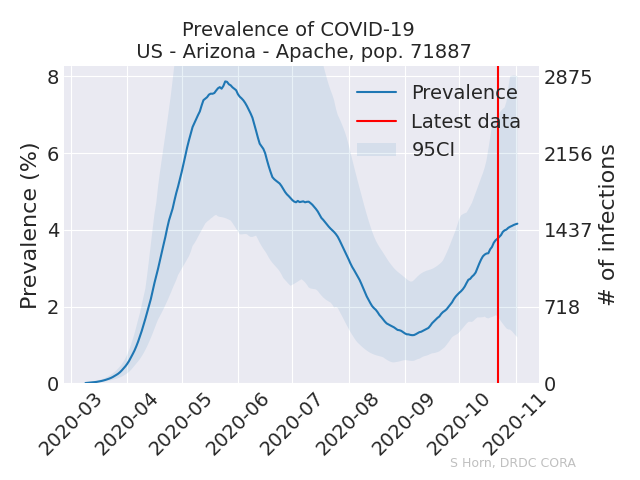 Prevalence of COVID-19
US - Arizona - Apache, pop. 71887
Prevalence (%)
8
6
4
2
0
2875
2156
1437
718
0
# of infections
Prevalence
Latest data
95CI
2020-03
2020-04
2020-05
2020-06
2020-07
2020-08
2020-09
2020-10
2020-11
S Horn, DRDC CORA